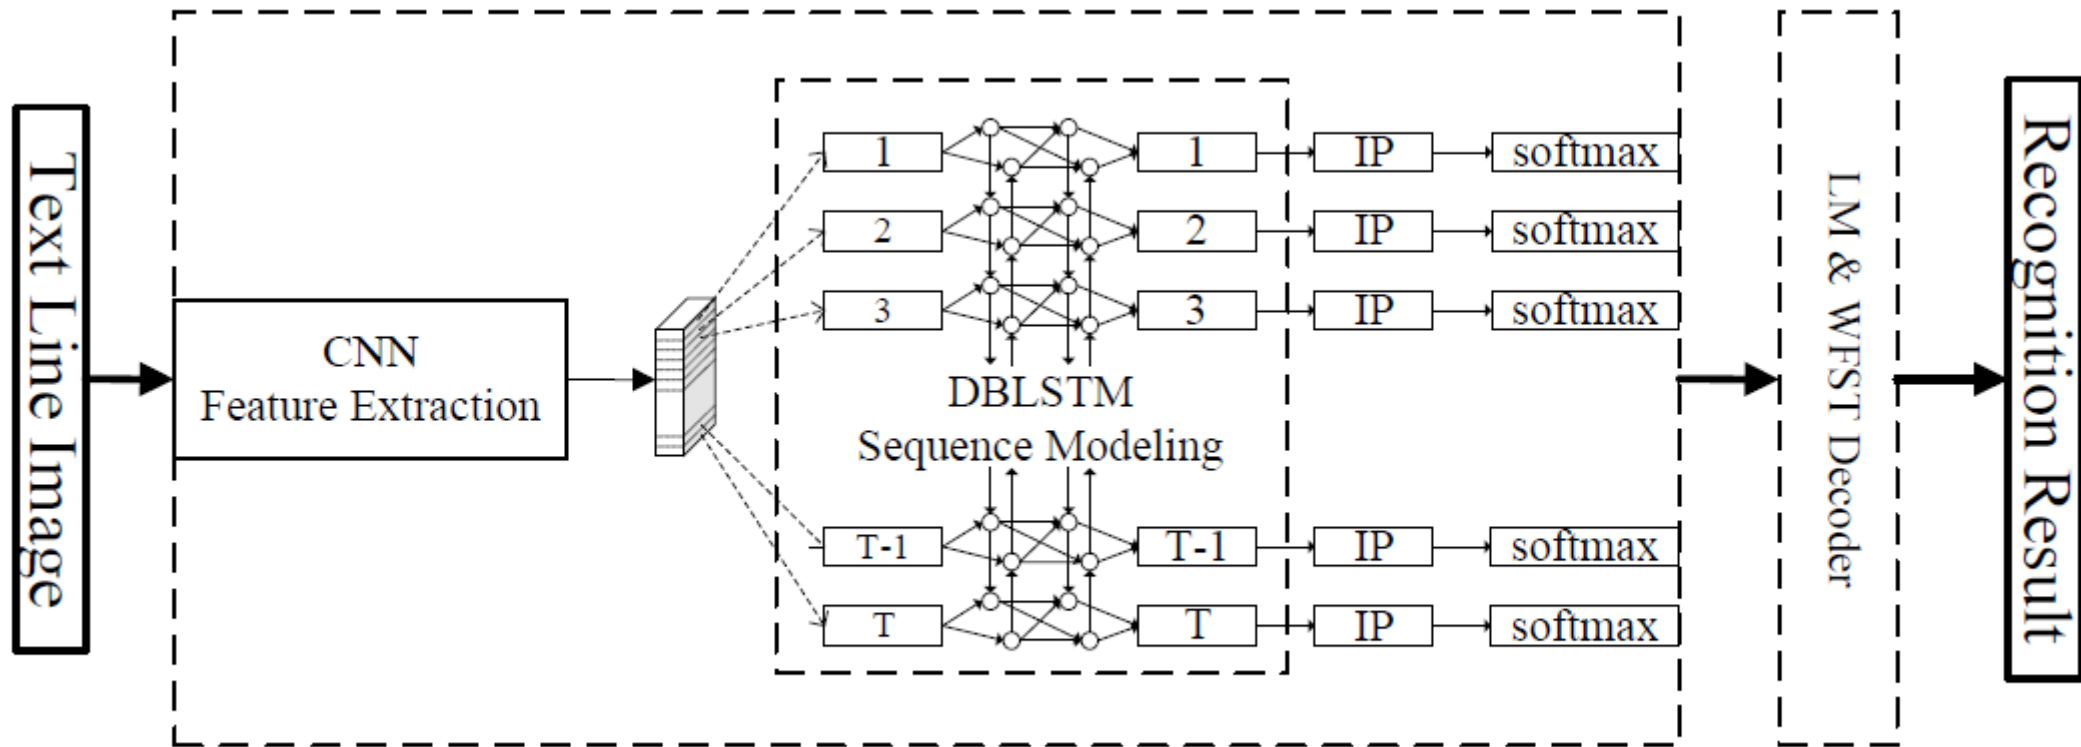 Text Line Image
CNN
Feature Extraction
1
1
IP
softmax
2
2
IP
softmax
3
3
IP
softmax
DBLSTM
Sequence Modeling
T-1
T-1
IP
softmax
T
T
IP
softmax
LM & WFST Decoder
Recognition Result